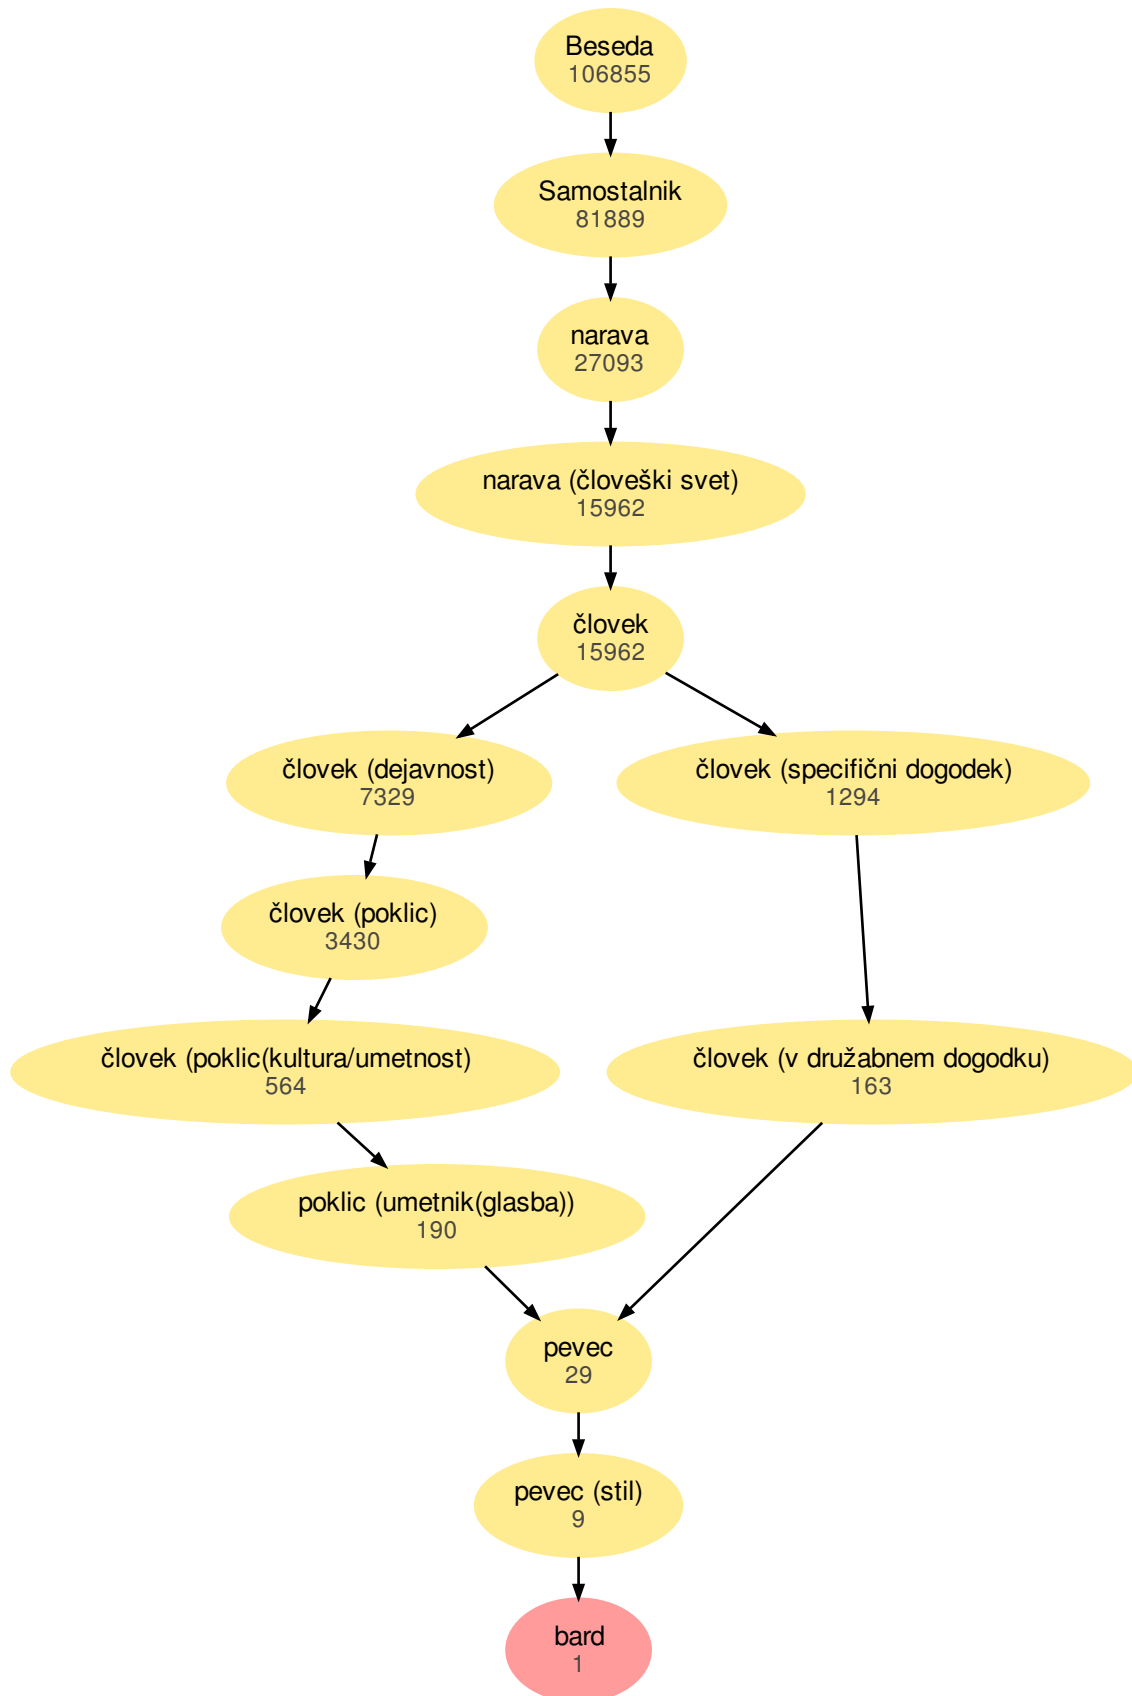 Beseda
106855
Samostalnik
81889
narava
27093
narava (človeški svet)
15962
človek
15962
človek (dejavnost)
7329
človek (specifični dogodek)
1294
človek (poklic)
3430
človek (poklic(kultura/umetnost)
564
človek (v družabnem dogodku)
163
poklic (umetnik(glasba))
190
pevec
29
pevec (stil)
9
bard
1